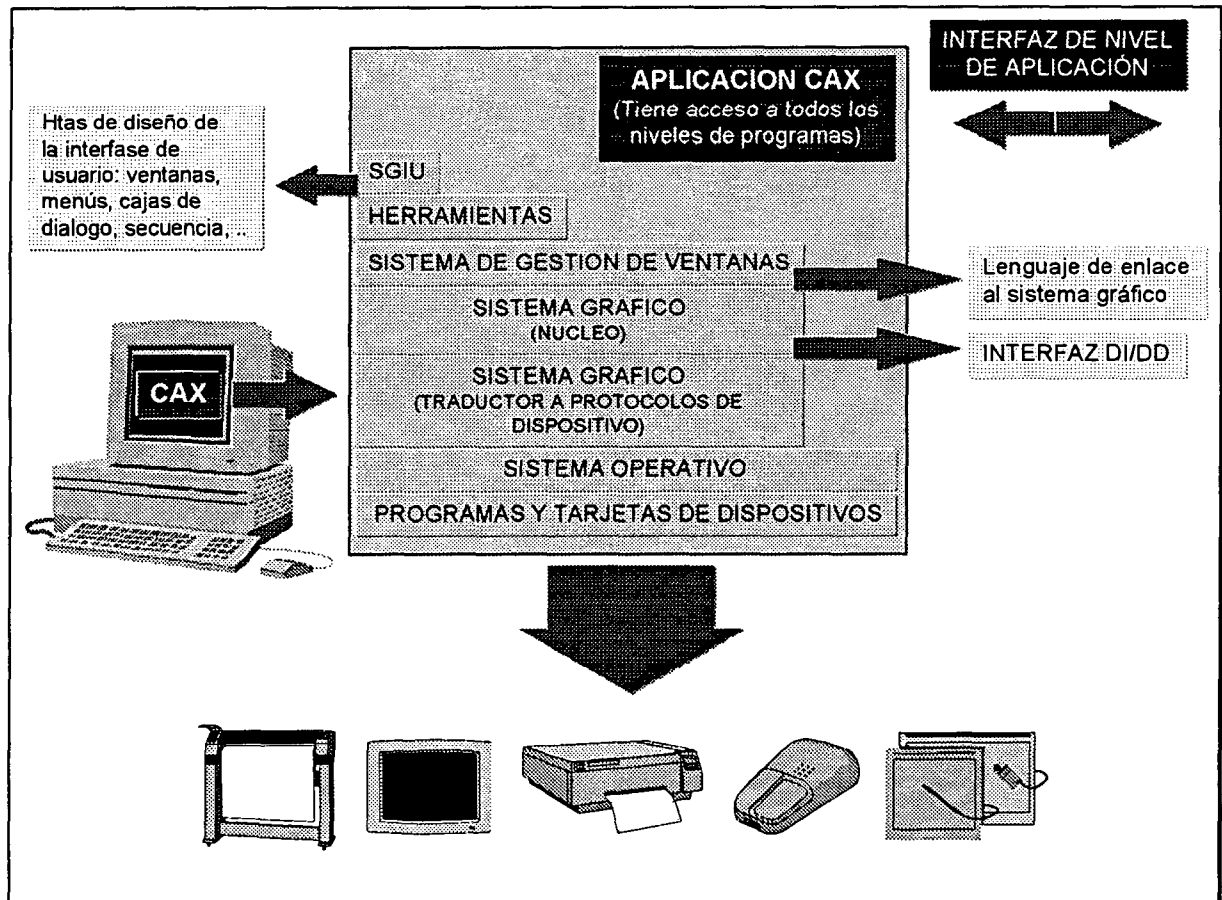 INTERFAZ DE NIVEL
DE APLICACIÓN
APLICACION CAX
(Tiene acceso a todos los
niveles de programas)
Htas de diseño de
la interfase de
usuario: ventanas,
menús, cajas de
dialogo, secuencia, ..
SGIU
HERRAMIENTAS
SISTEMA DE GESTION DE VENTANAS
Lenguaje de enlace
al sistema gráfico
SISTEMA GRAFICO
(NUCLEO)
INTERFAZ DI/DD
SISTEMA GRAFICO
(TRADUCTOR A PROTOCOLOS DE
DISPOSITIVO)
CAX
SISTEMA OPERATIVO
PROGRAMAS Y TARJETAS DE DISPOSITIVOS